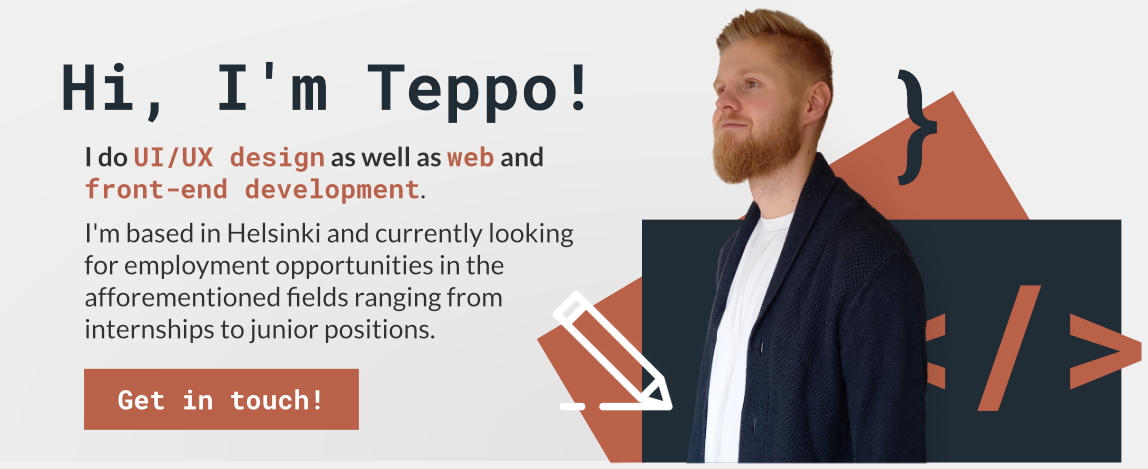 Hi, I'm Teppo!
I do UI/UX design as well as web and
front-end development.
I'm based in Helsinki and currently looking
for employment opportunities in the
afforementioned fields ranging from
internships to junior positions.
Get in touch!
}
</>